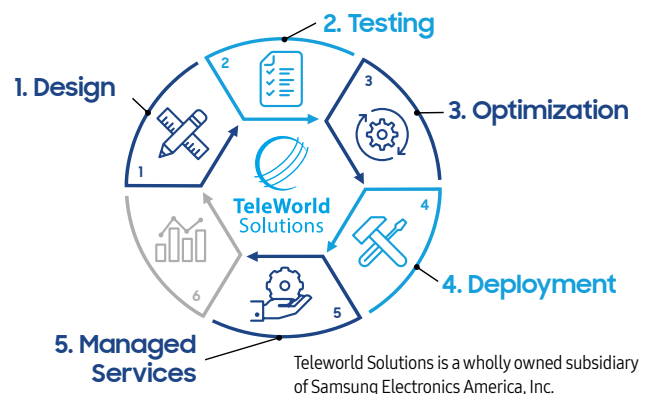 2. Testing
1. Design
3. Optimization
2
3
1
4
TeleWorld
Solutions
6
5
4. Deployment
5. Managed
Services
Teleworld Solutions is a wholly owned subsidiary
of Samsung Electronics America, Inc.